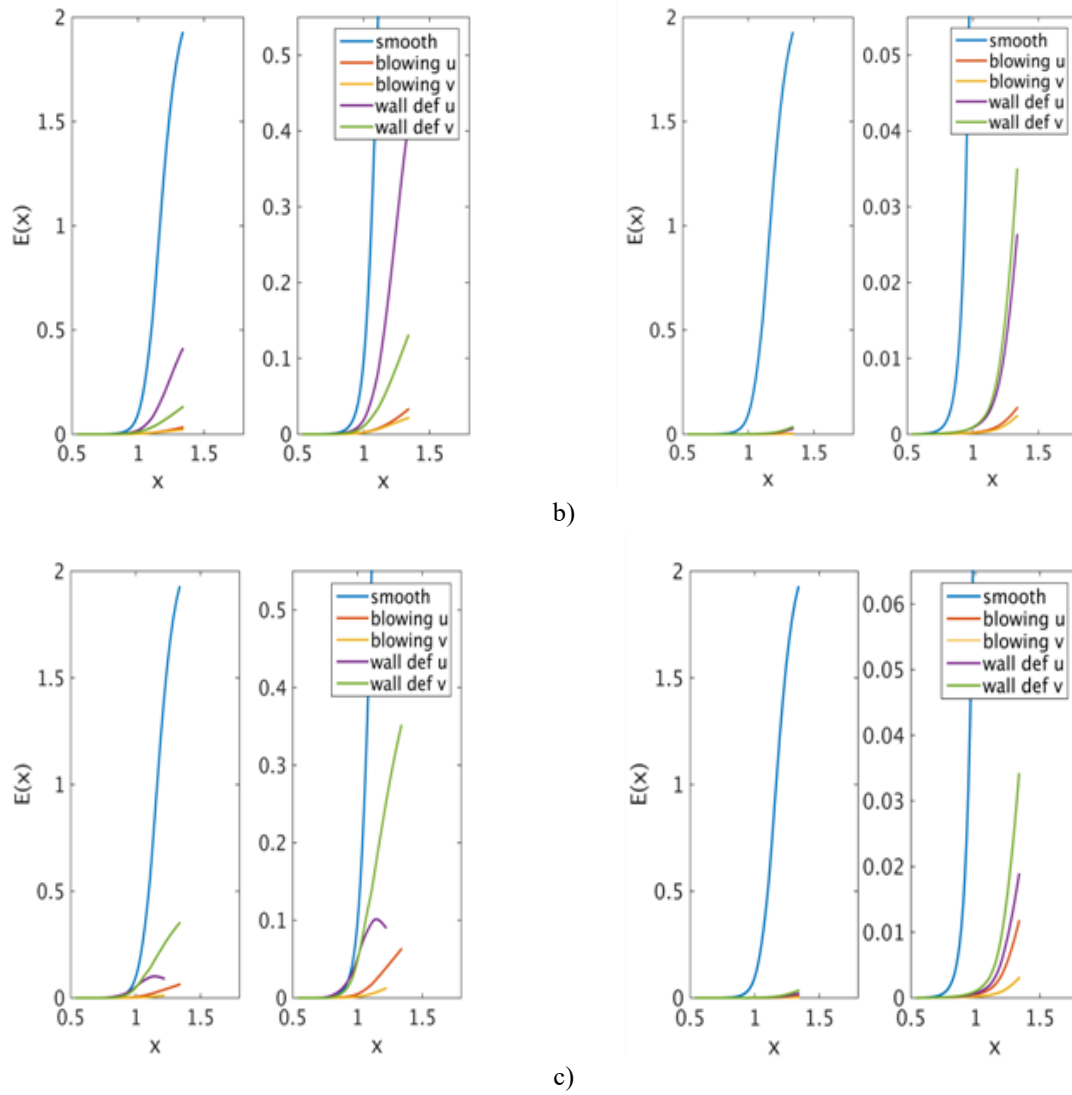 2
1.5
1
0.5
0
E(x)
0.5 1 1.5
x
0.5
0.4
0.3
0.2
0.1
0
smooth
blowing u
blowing v
wall def u
wall def v
0.5 1 1.5
x
2
1.5
1
0.5
0
E(x)
0.5 1 1.5
x
0.05
0.04
0.03
0.02
0.01
0
smooth
blowing u
blowing v
wall def u
wall def v
0.5 1 1.5
x
b)
2
1.5
1
0.5
0
E(x)
0.5 1 1.5
x
0.5
0.4
0.3
0.2
0.1
0
smooth
blowing u
blowing v
wall def u
wall def v
0.5 1 1.5
x
2
1.5
1
0.5
0
E(x)
0.5 1 1.5
x
0.06
0.05
0.04
0.03
0.02
0.01
0
smooth
blowing u
blowing v
wall def u
wall def v
0.5 1 1.5
x
c)